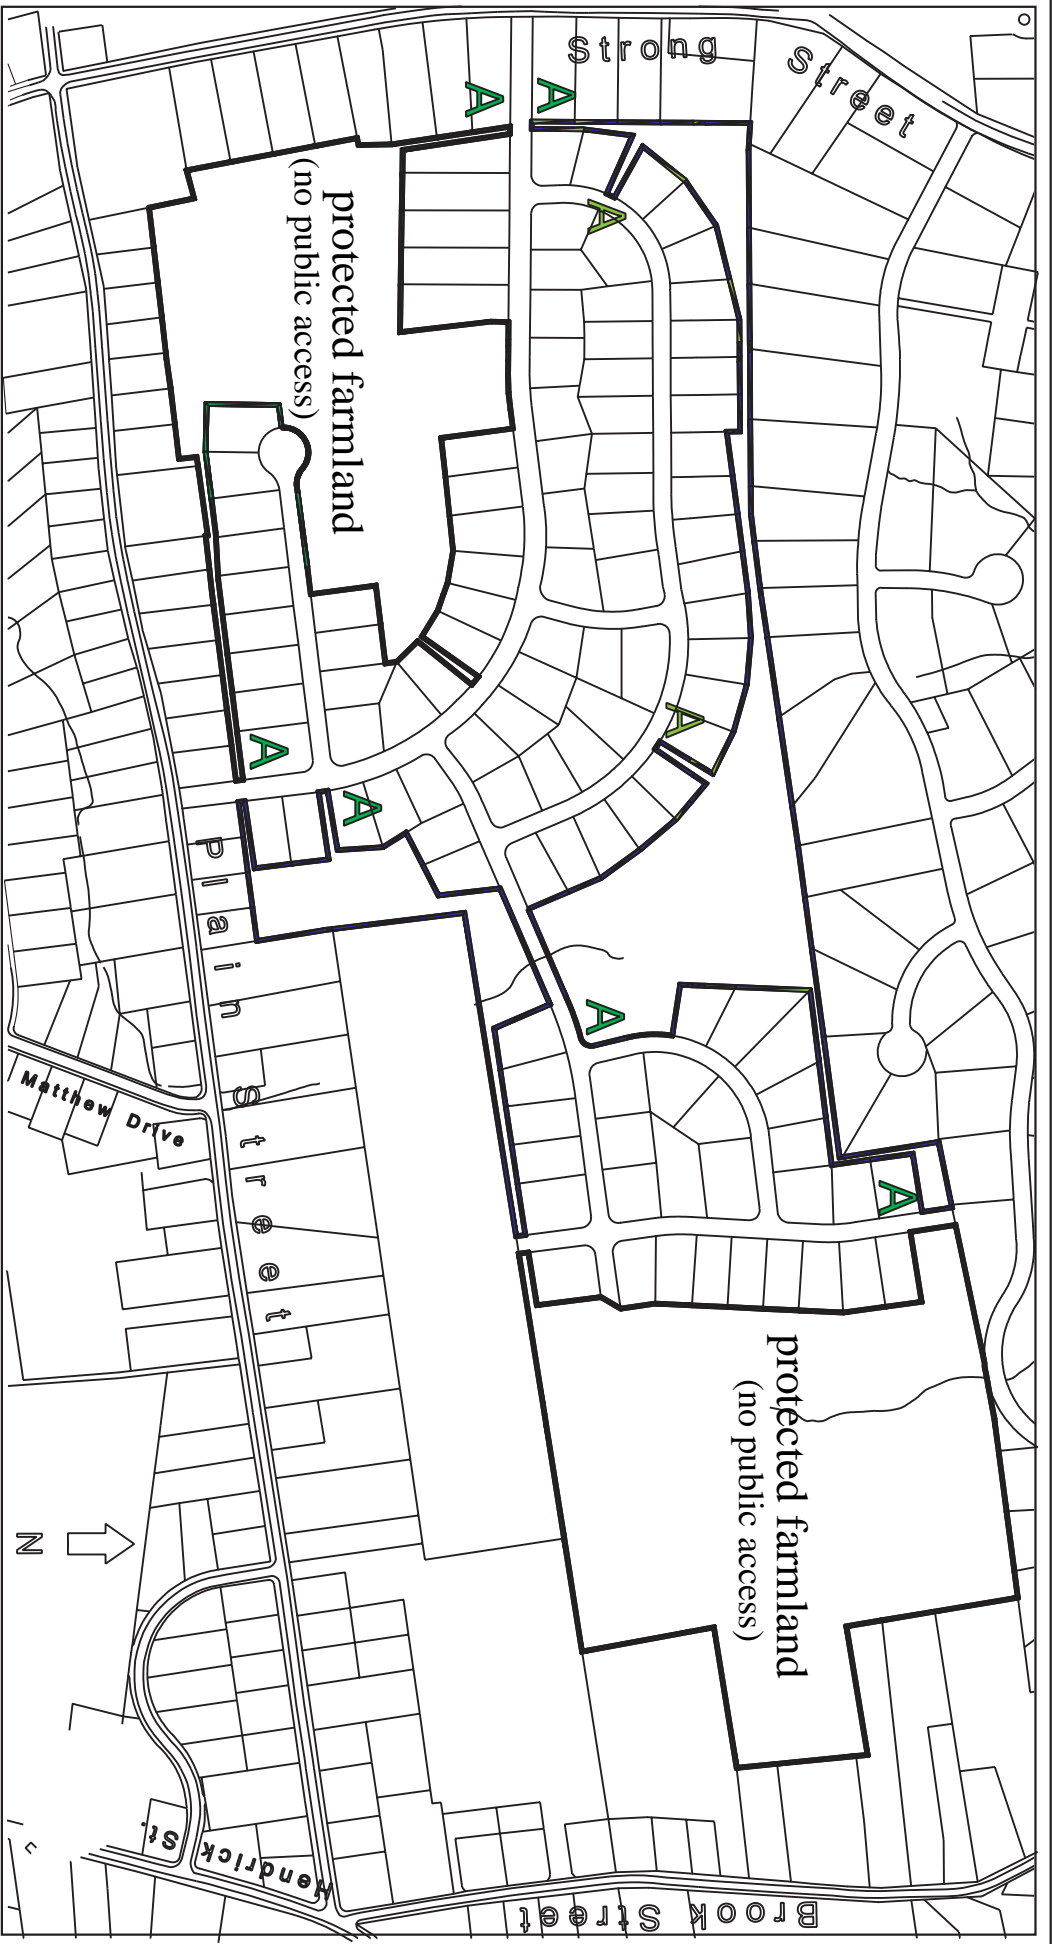 Strong Street
A
A
A
protected farmland
(no public access)
A
A
A
Plain Street
A
Matthew Drive
A
protected farmland
(no public access)
N
Hendrick St.
Brook Street